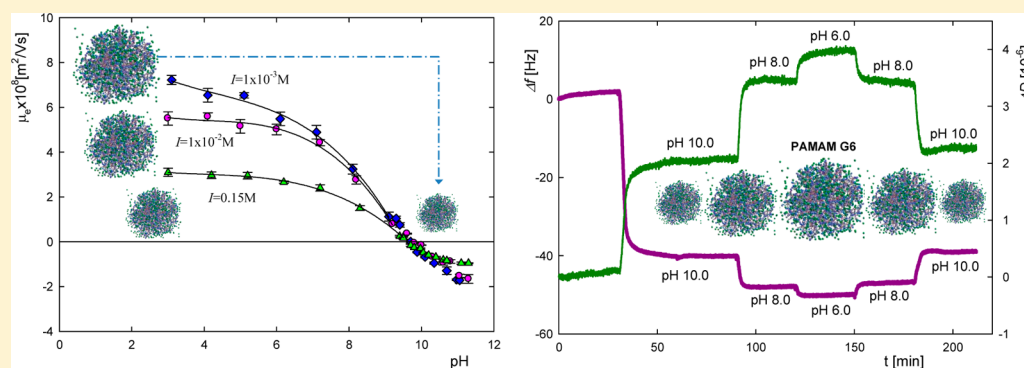 10
8
6
4
2
0
-2
-4
μe x10⁸[m²/Vs]
I=1x10⁻³M
I=1x10⁻²M
I=0.15M
0 2 4 6 8 10 12 14
pH
20
0
-20
-40
-60
Δf [Hz]
pH 6.0
pH 8.0 pH 8.0
pH 10.0 pH 10.0
PAMAM G6
pH 10.0 pH 10.0
pH 8.0 pH 8.0
pH 6.0
4
3
2
1
0
-1
0 50 100 150 200
t [min]